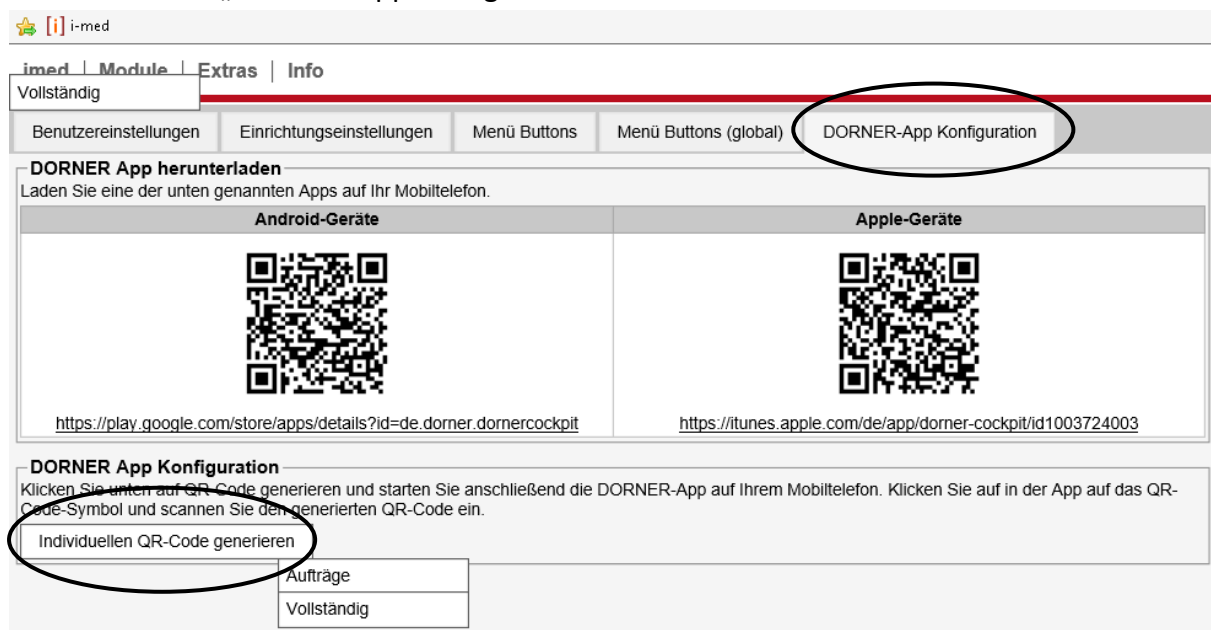 [i] i-med
imed | Module | Extras | Info
Vollständig
Benutzereinstellungen Einrichtungseinstellungen Menü Buttons Menü Buttons (global) DORNER-App Konfiguration
DORNER App herunterladen
Laden Sie eine der unten genannten Apps auf Ihr Mobiltelefon.
Android-Geräte Apple-Geräte
https://play.google.com/store/apps/details?id=de.dorner.dornercockpit https://itunes.apple.com/de/app/dorner-cockpit/id1003724003
DORNER App Konfiguration
Klicken Sie unten auf QR-Code generieren und starten Sie anschließend die DORNER-App auf Ihrem Mobiltelefon. Klicken Sie auf in der App auf das QR-
Code-Symbol und scannen Sie den generierten QR-Code ein.
Individuellen QR-Code generieren
Aufträge
Vollständig